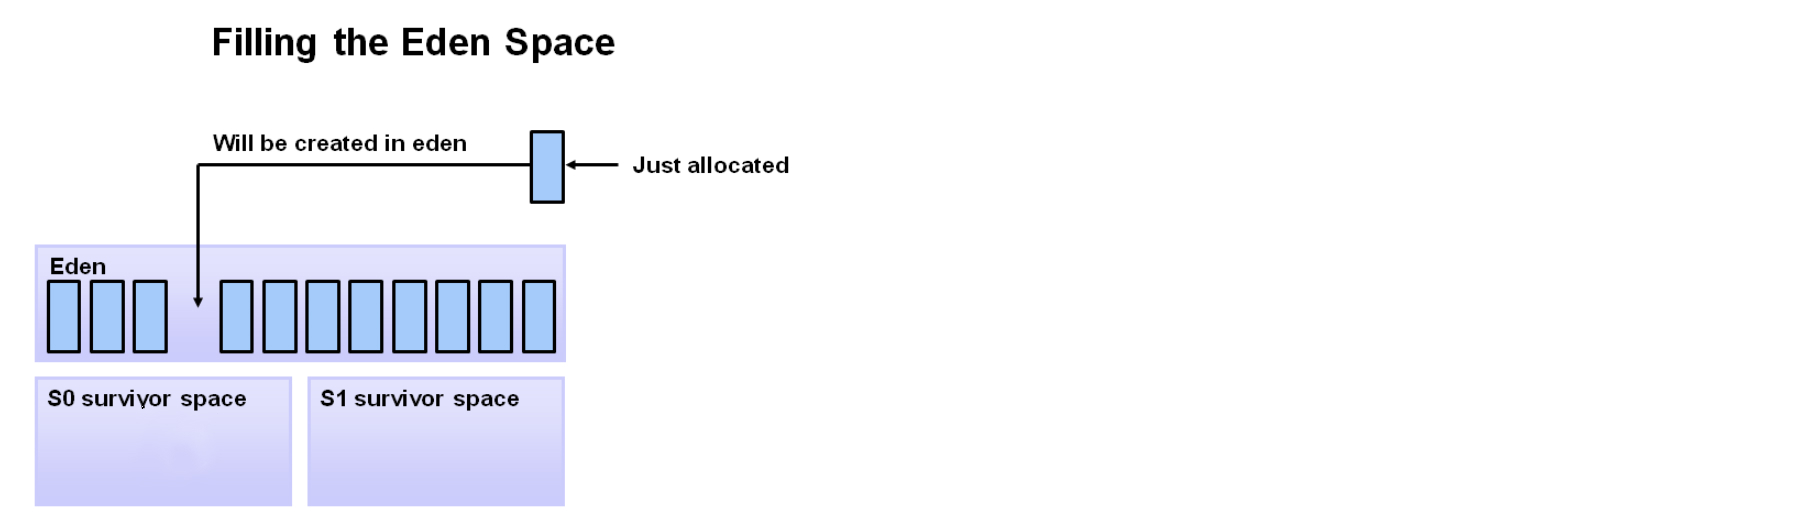 Filling the Eden Space
Will be created in eden
Just allocated
Eden
S0 survivor space
S1 survivor space